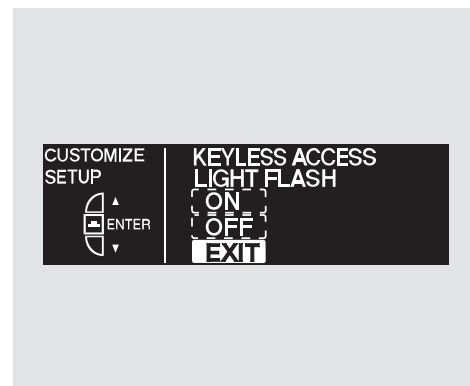 CUSTOMIZE
SETUP
▲
ENTER
▼
KEYLESS ACCESS
LIGHT FLASH
ON
OFF
EXIT